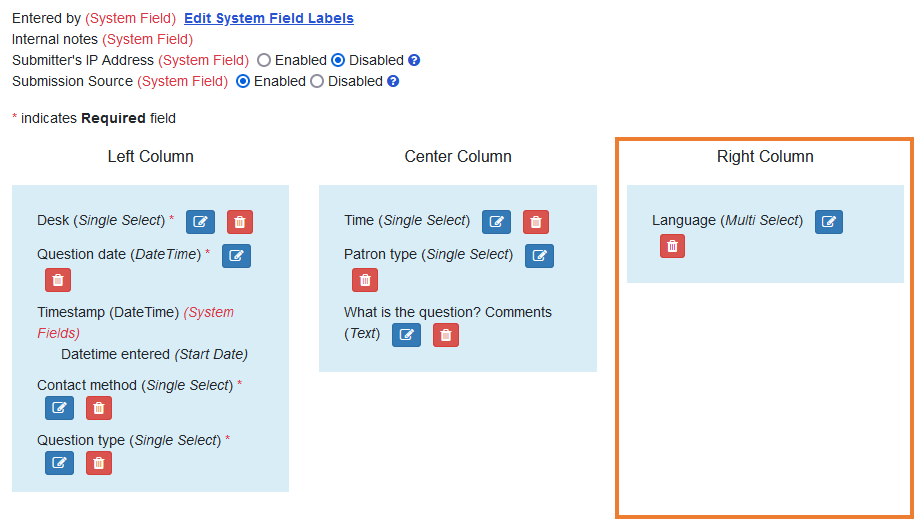 Entered by (System Field) Edit System Field Labels
Internal notes (System Field)
Submitter's IP Address (System Field) Enabled Disabled ?
Submission Source (System Field) Enabled Disabled ?
* indicates Required field
Left Column
Desk (Single Select) *
Question date (DateTime) *
Timestamp (DateTime) (System
Fields)
Datetime entered (Start Date)
Contact method (Single Select) *
Question type (Single Select) *
Center Column
Time (Single Select)
Patron type (Single Select)
What is the question? Comments
(Text)
Right Column
Language (Multi Select)